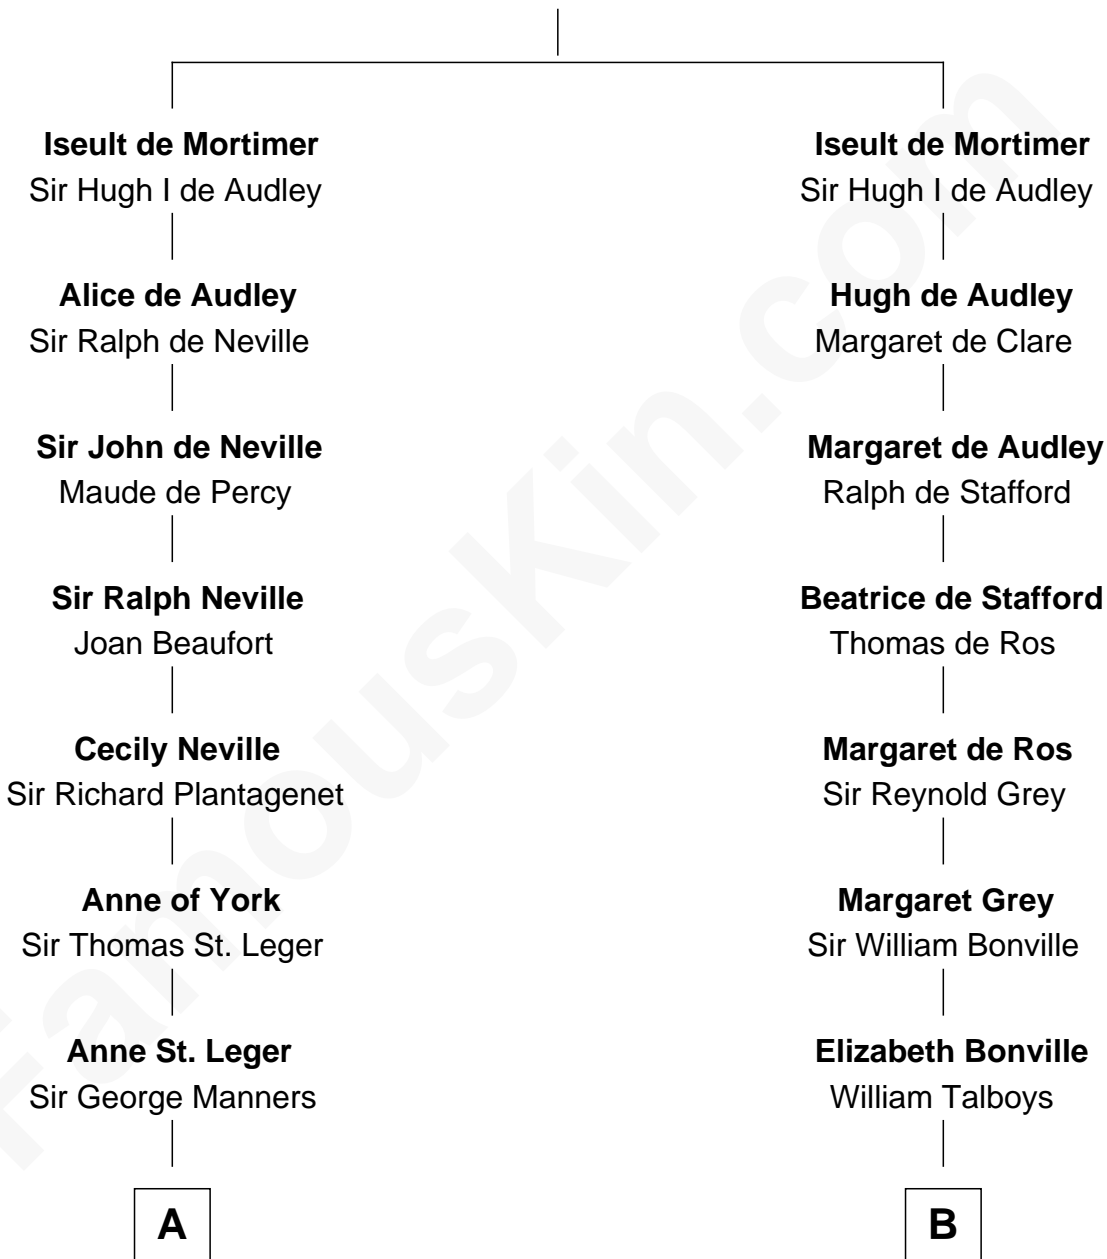 Iseult de Mortimer
Sir Hugh I de Audley
Alice de Audley
Sir Ralph de Neville
Sir John de Neville
Maude de Percy
Sir Ralph Neville
Joan Beaufort
Cecily Neville
Sir Richard Plantagenet
Anne of York
Sir Thomas St. Leger
Anne St. Leger
Sir George Manners
A
Iseult de Mortimer
Sir Hugh I de Audley
Hugh de Audley
Margaret de Clare
Margaret de Audley
Ralph de Stafford
Beatrice de Stafford
Thomas de Ros
Margaret de Ros
Sir Reynold Grey
Margaret Grey
Sir William Bonville
Elizabeth Bonville
William Talboys
B
FamousKin.com